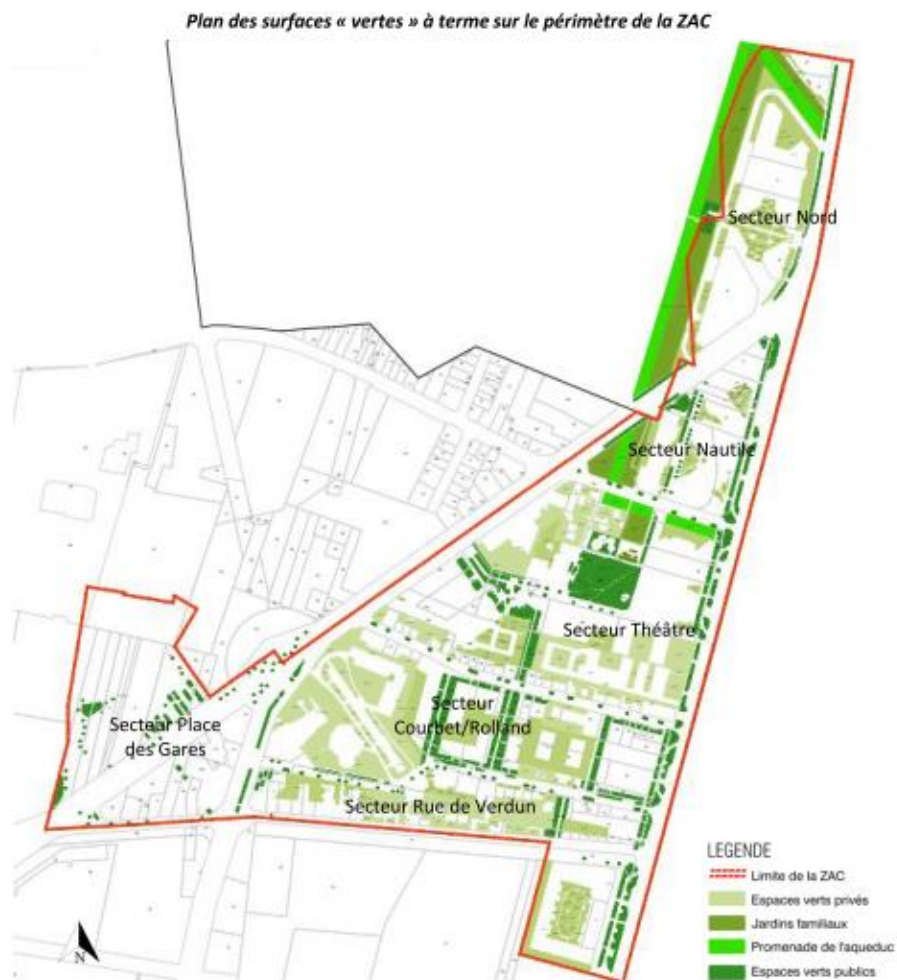 Plan des surfaces « vertes » à terme sur le périmètre de la ZAC
Secteur Nord
Secteur Nautile
Secteur Théâtre
Secteur
Courbet/Rolland
Secteur Place
des Gares
Secteur Rue de Verdun
LEGENDE
Limite de la ZAC
Espaces verts privés
Jardins familiaux
Promenade de l'aqueduc
Espaces verts publics
N